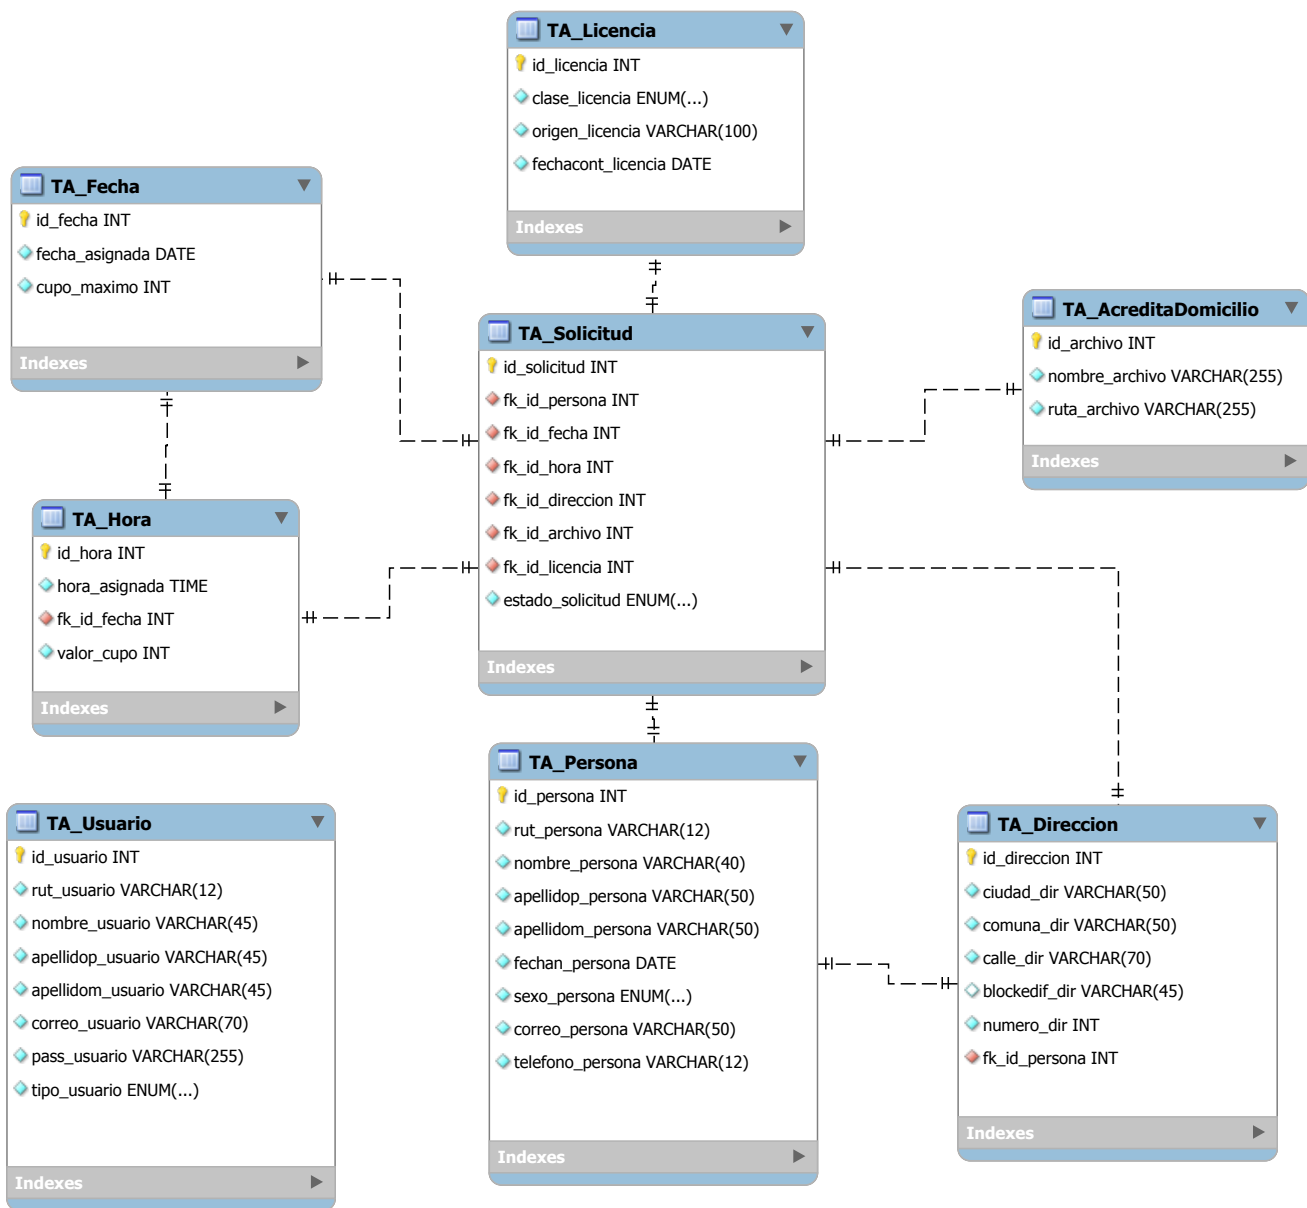 TA_Licencia
id_licencia INT
clase_licencia ENUM(...)
origen_licencia VARCHAR(100)
fechacont_licencia DATE
Indexes
TA_Fecha
id_fecha INT
fecha_asignada DATE
cupo_maximo INT
Indexes
TA_Solicitud
id_solicitud INT
fk_id_persona INT
fk_id_fecha INT
fk_id_hora INT
fk_id_direccion INT
fk_id_archivo INT
fk_id_licencia INT
estado_solicitud ENUM(...)
Indexes
TA_AcreditaDomicilio
id_archivo INT
nombre_archivo VARCHAR(255)
ruta_archivo VARCHAR(255)
Indexes
TA_Hora
id_hora INT
hora_asignada TIME
fk_id_fecha INT
valor_cupo INT
Indexes
TA_Usuario
id_usuario INT
rut_usuario VARCHAR(12)
nombre_usuario VARCHAR(45)
apellidop_usuario VARCHAR(45)
apellidom_usuario VARCHAR(45)
correo_usuario VARCHAR(70)
pass_usuario VARCHAR(255)
tipo_usuario ENUM(...)
Indexes
TA_Persona
id_persona INT
rut_persona VARCHAR(12)
nombre_persona VARCHAR(40)
apellidop_persona VARCHAR(50)
apellidom_persona VARCHAR(50)
fechan_persona DATE
sexo_persona ENUM(...)
correo_persona VARCHAR(50)
telefono_persona VARCHAR(12)
Indexes
TA_Direccion
id_direccion INT
ciudad_dir VARCHAR(50)
comuna_dir VARCHAR(50)
calle_dir VARCHAR(70)
blockedif_dir VARCHAR(45)
numero_dir INT
fk_id_persona INT
Indexes